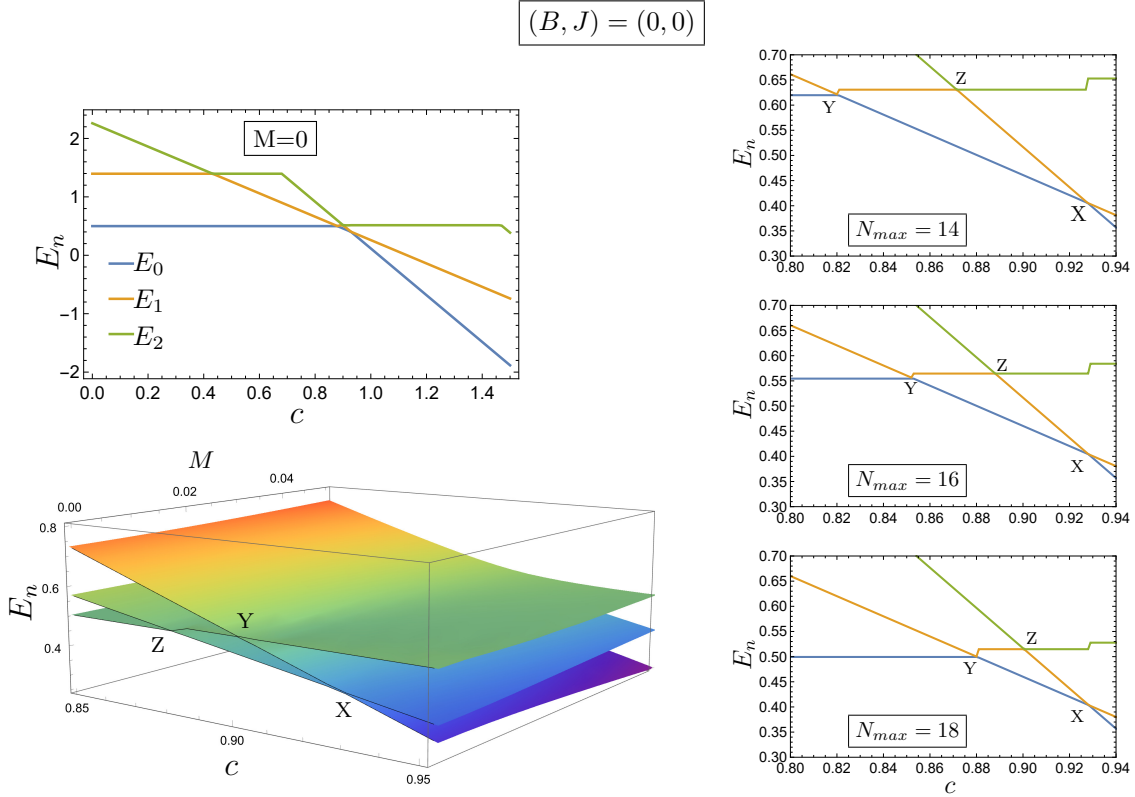 (B, J) = (0, 0)
M=0
E_n
2
1
0
−1
−2
E_0
E_1
E_2
0.0 0.2 0.4 0.6 0.8 1.0 1.2 1.4
c
M
0.00 0.02 0.04
E_n
0.8
0.6
0.4
Z Y X
0.85 0.90 0.95
c
E_n
0.70
0.65
0.60
0.55
0.50
0.45
0.40
0.35
0.30
Y Z X
N_{max} = 14
0.80 0.82 0.84 0.86 0.88 0.90 0.92 0.94
E_n
0.70
0.65
0.60
0.55
0.50
0.45
0.40
0.35
0.30
Y Z X
N_{max} = 16
0.80 0.82 0.84 0.86 0.88 0.90 0.92 0.94
E_n
0.70
0.65
0.60
0.55
0.50
0.45
0.40
0.35
0.30
Y Z X
N_{max} = 18
0.80 0.82 0.84 0.86 0.88 0.90 0.92 0.94
c